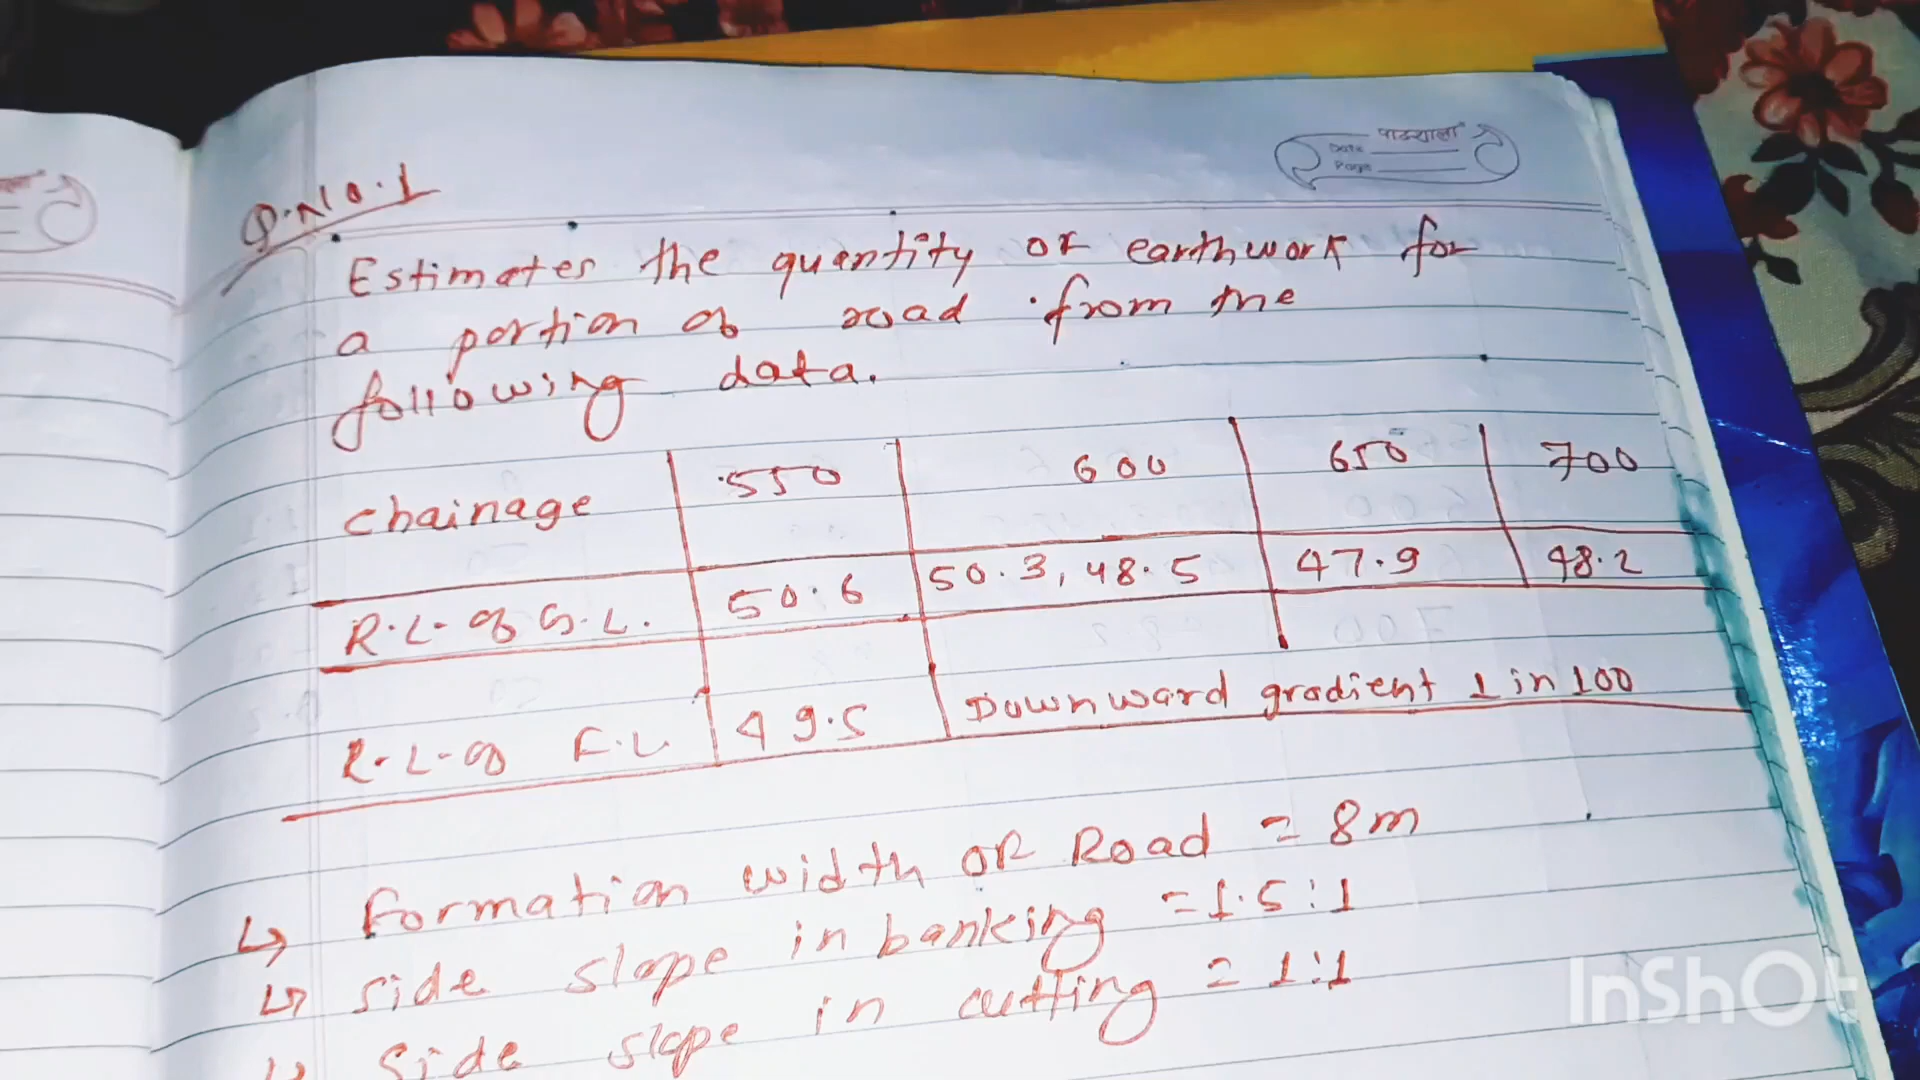 पाठशाला
Date
Page
Q.No.1
Estimates the quantity of earthwork for
a portion of road from the
following data.
chainage 550 600 650 700
R.L. of G.L. 50.6 50.3, 48.5 47.9 48.2
R.L. of F.L. 49.5 Downward gradient 1 in 100
↳ formation width of Road = 8m
↳ side slope in banking = 1.5:1
↳ side slope in cutting = 1:1
InShOt